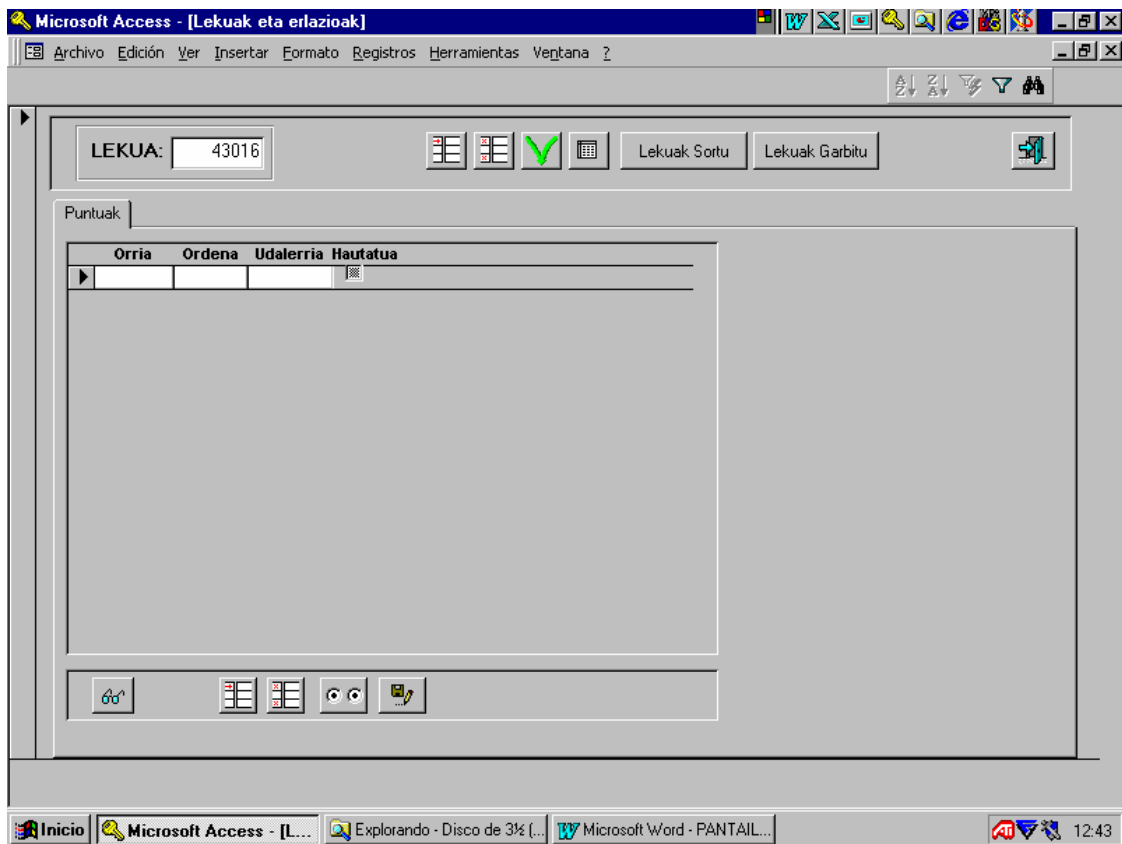 Microsoft Access - [Lekuak eta erlazioak]
Archivo Edición Ver Insertar Formato Registros Herramientas Ventana ?
LEKUA: 43016
Lekuak Sortu Lekuak Garbitu
Puntuak
Orria Ordena Udalerria Hautatua
Inicio Microsoft Access - [L... Explorando - Disco de 3½ (... Microsoft Word - PANTAIL... 12:43